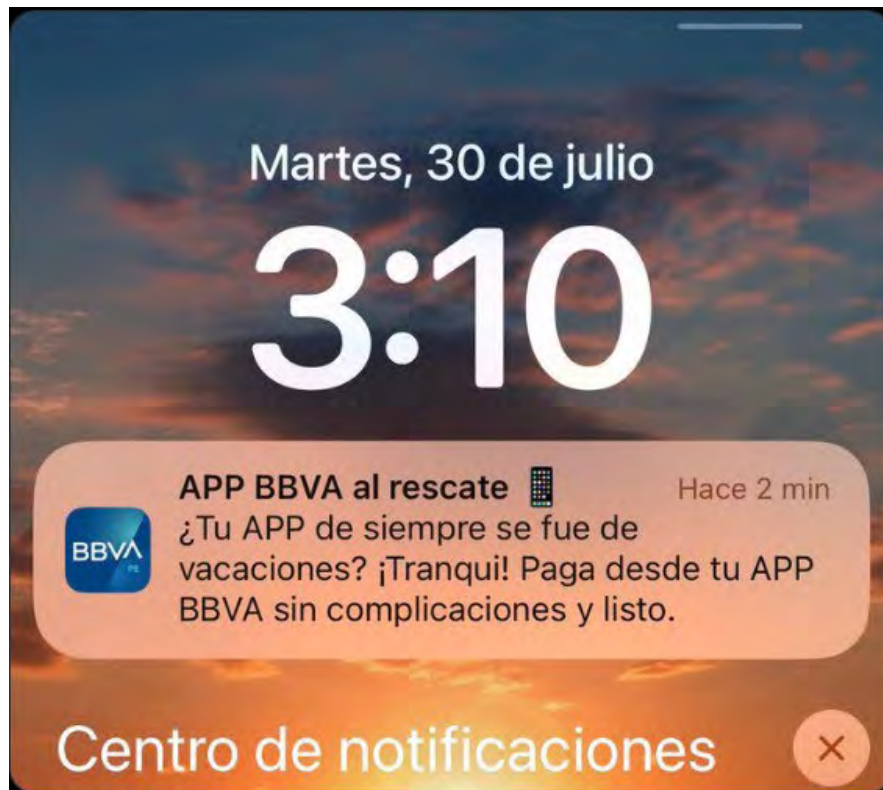 Martes, 30 de julio
3:10
APP BBVA al rescate 📱
Hace 2 min
¿Tu APP de siempre se fue de
vacaciones? ¡Tranqui! Paga desde tu APP
BBVA sin complicaciones y listo.
BBVA
PE
Centro de notificaciones